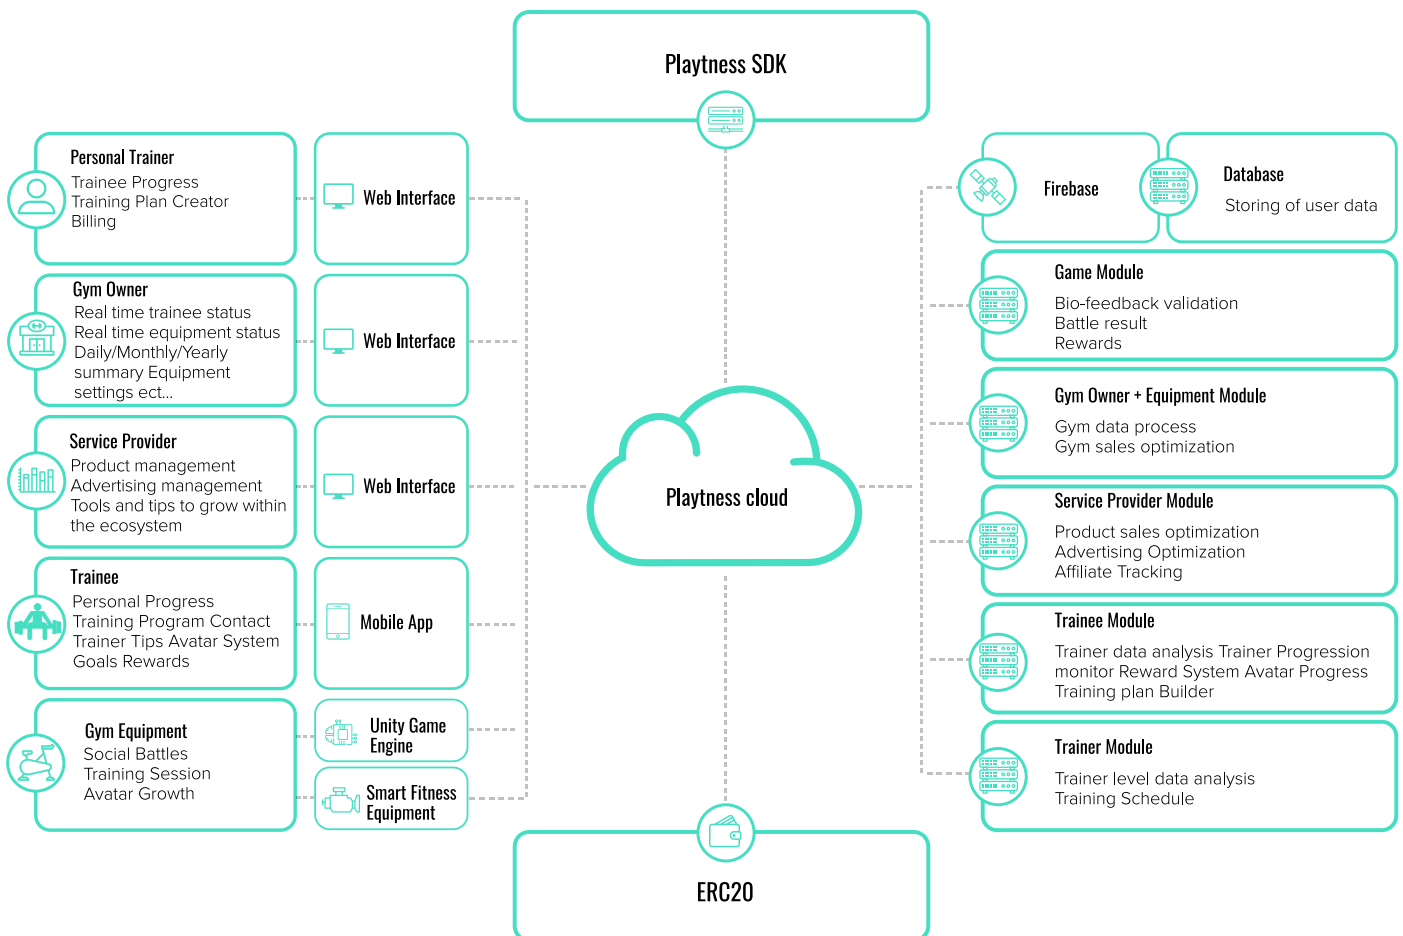 Playtness SDK
Personal Trainer
Trainee Progress
Training Plan Creator
Billing
Web Interface
Gym Owner
Real time trainee status
Real time equipment status
Daily/Monthly/Yearly
summary Equipment
settings ect...
Web Interface
Service Provider
Product management
Advertising management
Tools and tips to grow within
the ecosystem
Web Interface
Trainee
Personal Progress
Training Program Contact
Trainer Tips Avatar System
Goals Rewards
Mobile App
Gym Equipment
Social Battles
Training Session
Avatar Growth
Unity Game
Engine
Smart Fitness
Equipment
Playtness cloud
Firebase
Database
Storing of user data
Game Module
Bio-feedback validation
Battle result
Rewards
Gym Owner + Equipment Module
Gym data process
Gym sales optimization
Service Provider Module
Product sales optimization
Advertising Optimization
Affiliate Tracking
Trainee Module
Trainer data analysis Trainer Progression
monitor Reward System Avatar Progress
Training plan Builder
Trainer Module
Trainer level data analysis
Training Schedule
ERC20